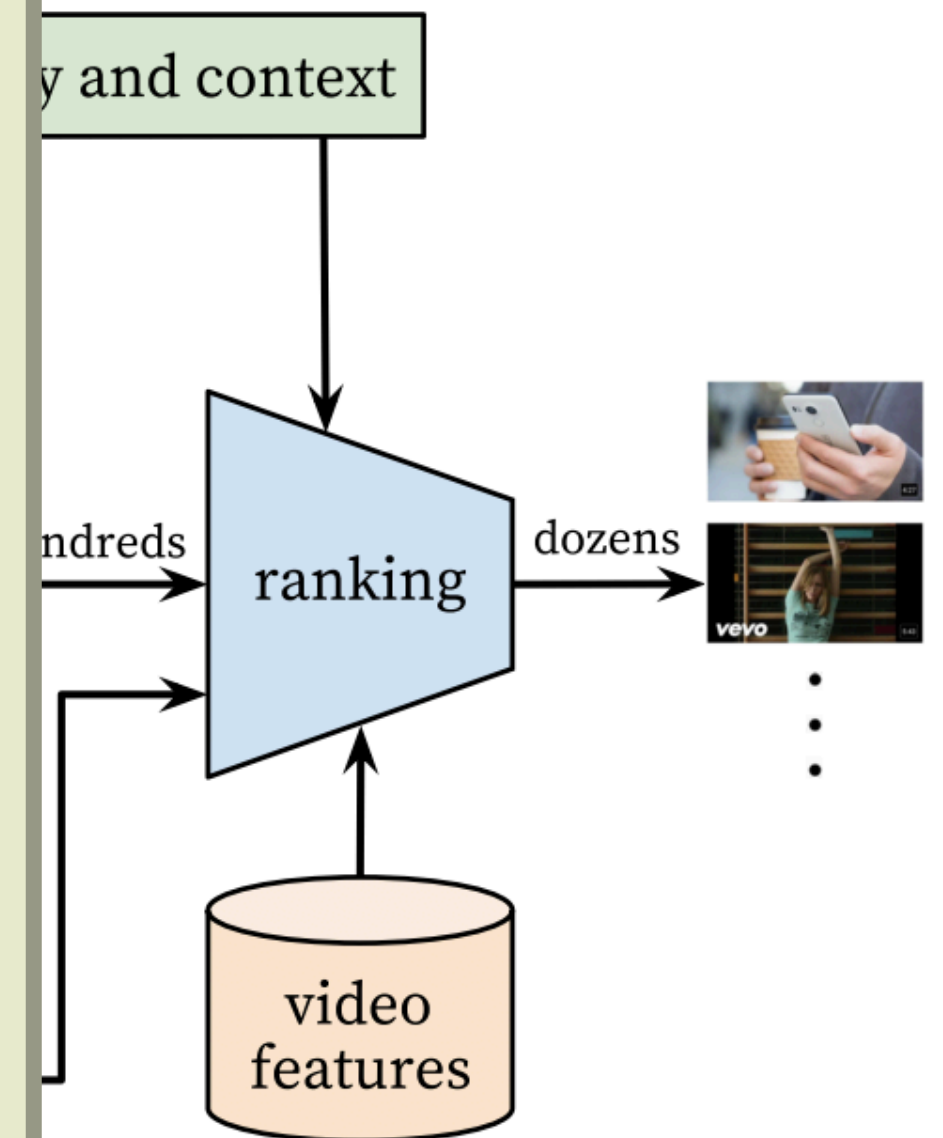 y and context
ndreds
dozens
ranking
vevo
video
features